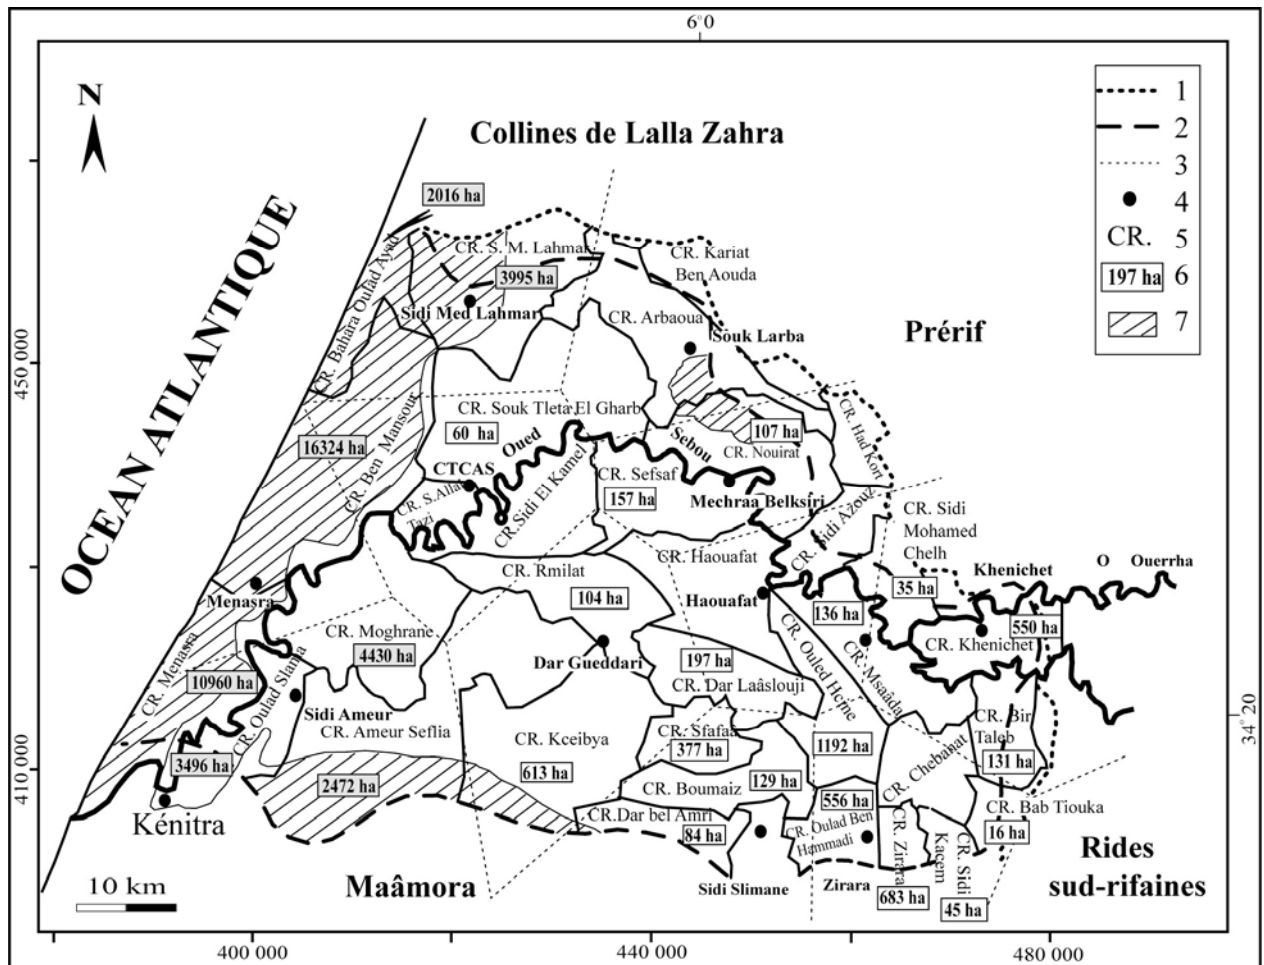 6°0
N
Collines de Lalla Zahra
1
2
3
4
CR. 5
197 ha 6
7
2016 ha
OCEAN ATLANTIQUE
CR. S. M. Lahmar
CR. Kariat
Ben Aouda
3995 ha
CR. Bahara Oulad Ayad
Sidi Med Lahmar
CR. Arbaoua
Souk Larba
Prérif
450 000
CR. Souk Tleta El Gharb
60 ha
16324 ha
CR. Ben Mansour
Oued
Sebou
107 ha
CR. Nouirat
CR. Had Kort
CTCAS
CR. S.Allal
Tazi
CR. Sidi El Kamel
CR. Sefsaf
157 ha
Mechraa Belksiri
CR. Sidi Azouz
CR. Sidi
Mohamed
Chelh
CR. Haouafat
CR. Rmilat
Khenichet
O Ouerrha
Menasra
104 ha
Haouafat
136 ha
35 ha
550 ha
CR. Khenichet
CR. Moghrane
4430 ha
CR. Menasra
10960 ha
CR. Oulad Slama
Dar Gueddari
197 ha
CR. Dar Laâslouji
CR. Ouled Hcine
CR. Msaâda
Sidi Ameur
CR. Ameur Seflia
CR. Kceibya
613 ha
CR. Sfafaa
377 ha
1192 ha
CR. Chebanat
CR. Bir
Taleb
131 ha
34°20
410 000
3496 ha
2472 ha
CR. Boumaiz
129 ha
556 ha
CR. Bab Tiouka
16 ha
Kénitra
CR.Dar bel Amri
84 ha
CR. Oulad Ben
Hammadi
CR. Zirara
CR. Sidi
Kacem
Rides
sud-rifaines
Maâmora
Sidi Slimane
Zirara
683 ha
45 ha
10 km
400 000
440 000
480 000